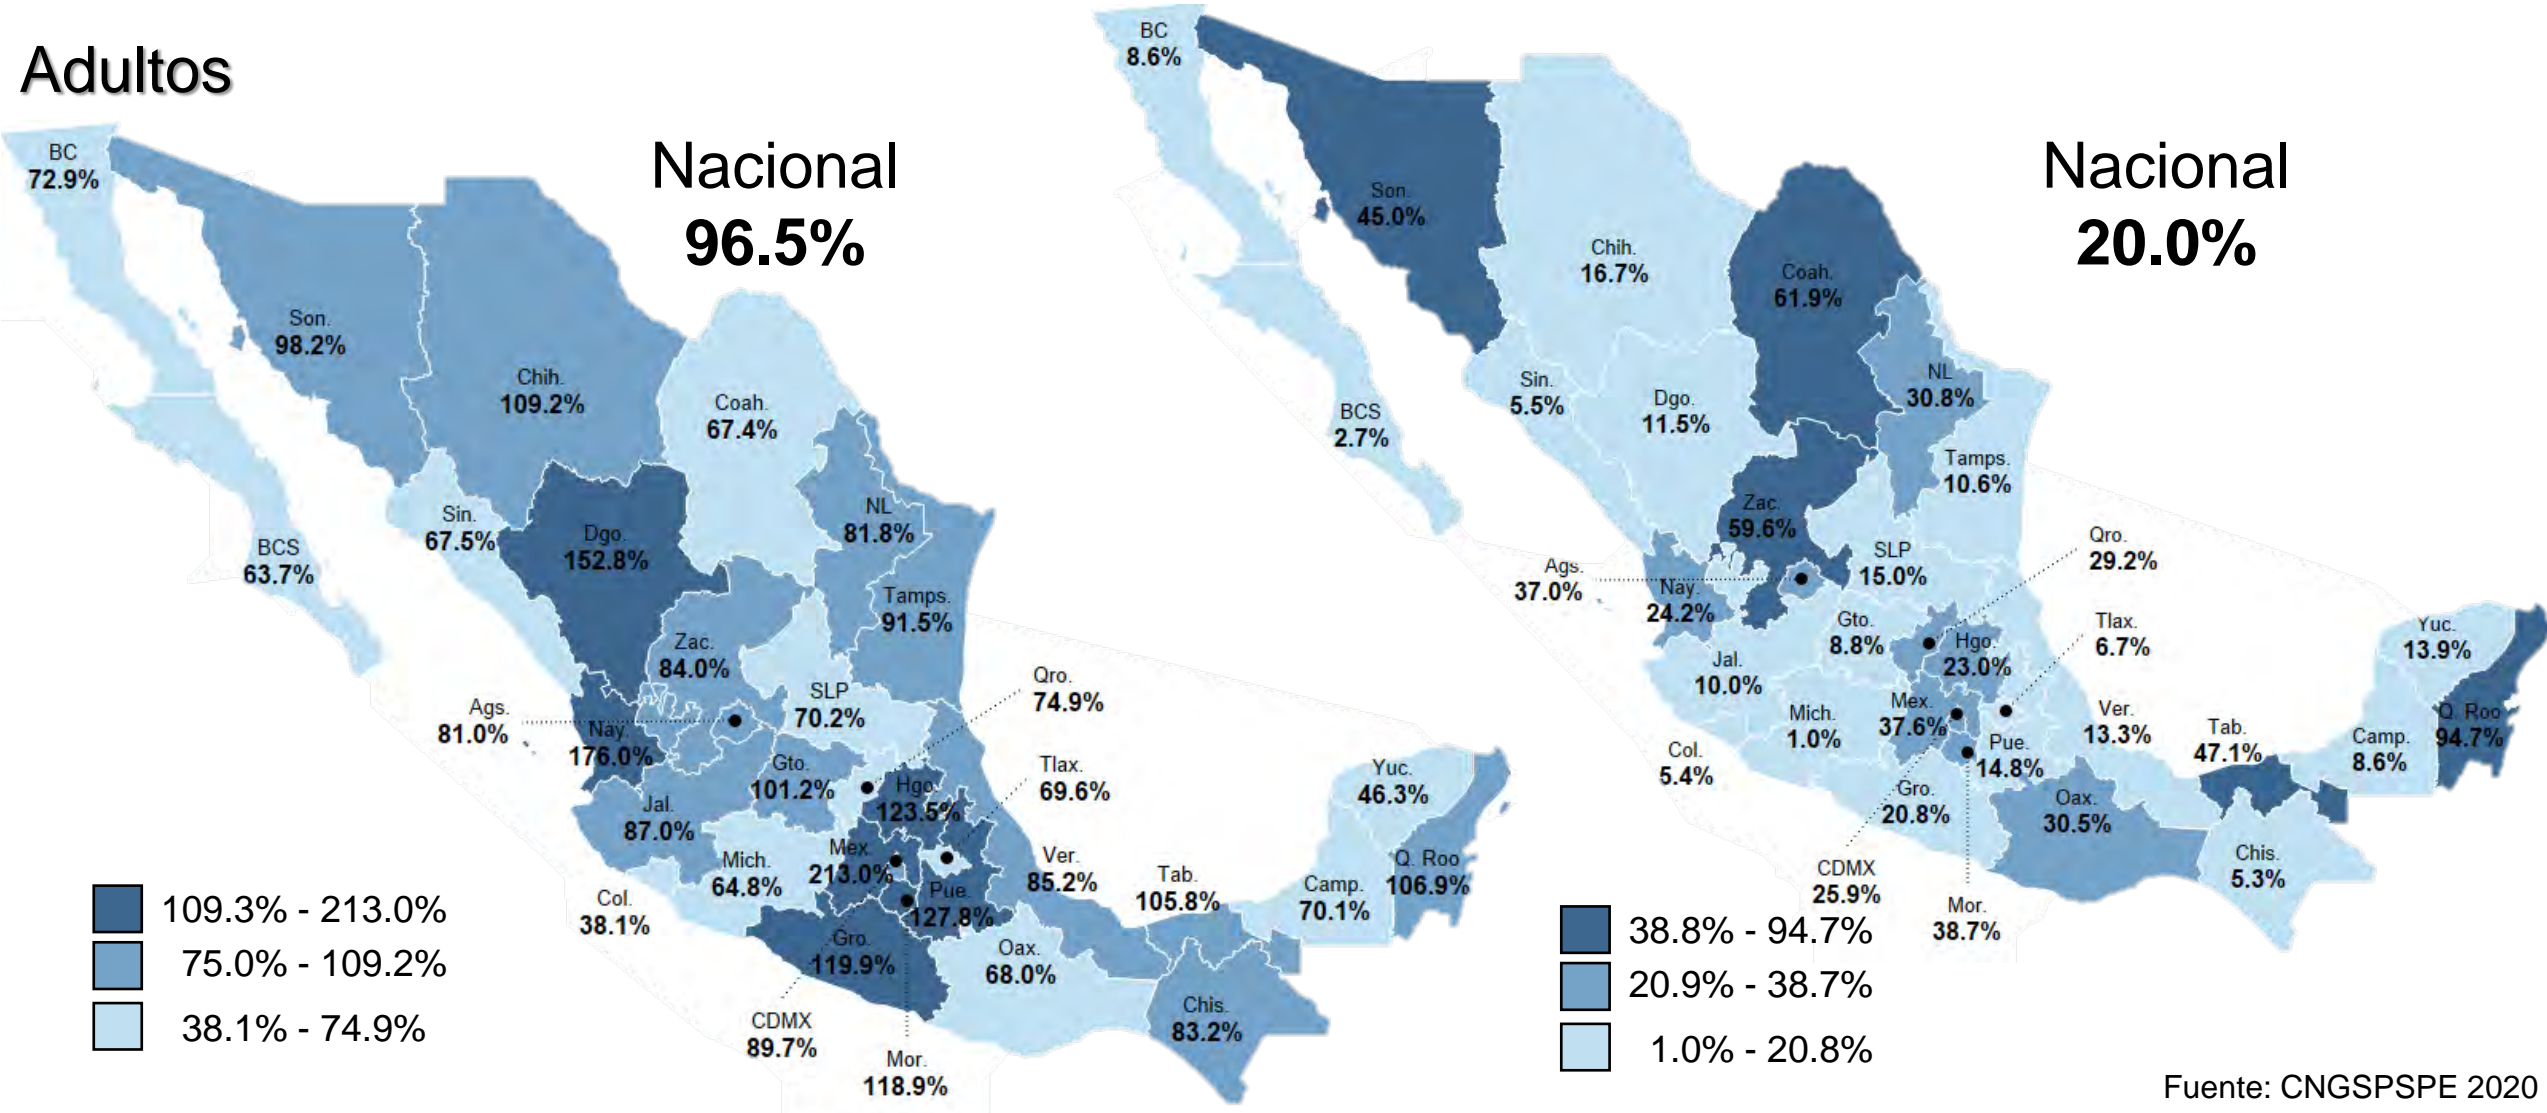 Adultos
Nacional
96.5%
BC
72.9%
Son.
98.2%
Chih.
109.2%
Coah.
67.4%
BCS
63.7%
Sin.
67.5%
Dgo.
152.8%
NL
81.8%
Tamps.
91.5%
Zac.
84.0%
SLP
70.2%
Ags.
81.0%
Nay.
176.0%
Qro.
74.9%
Jal.
87.0%
Gto.
101.2%
Hgo.
123.5%
Tlax.
69.6%
Mich.
64.8%
Mex.
213.0%
Pue.
127.8%
Ver.
85.2%
Tab.
105.8%
Yuc.
46.3%
Q. Roo
106.9%
Camp.
70.1%
Col.
38.1%
Gro.
119.9%
Oax.
68.0%
Chis.
83.2%
CDMX
89.7%
Mor.
118.9%
109.3% - 213.0%
75.0% - 109.2%
38.1% - 74.9%
Nacional
20.0%
BC
8.6%
Son.
45.0%
Chih.
16.7%
Coah.
61.9%
BCS
2.7%
Sin.
5.5%
Dgo.
11.5%
NL
30.8%
Tamps.
10.6%
Zac.
59.6%
SLP
15.0%
Ags.
37.0%
Nay.
24.2%
Qro.
29.2%
Jal.
10.0%
Gto.
8.8%
Hgo.
23.0%
Tlax.
6.7%
Mich.
1.0%
Mex.
37.6%
Pue.
14.8%
Ver.
13.3%
Tab.
47.1%
Yuc.
13.9%
Q. Roo
94.7%
Camp.
8.6%
Col.
5.4%
Gro.
20.8%
Oax.
30.5%
Chis.
5.3%
CDMX
25.9%
Mor.
38.7%
38.8% - 94.7%
20.9% - 38.7%
1.0% - 20.8%
Fuente: CNGSPSPE 2020